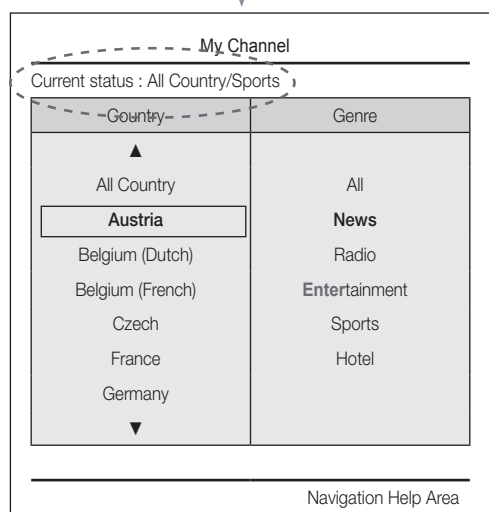 My Channel
Current status : All Country/Sports
Country Genre
▲
All Country All
Austria News
Belgium (Dutch) Radio
Belgium (French) Entertainment
Czech Sports
France Hotel
Germany
▼
Navigation Help Area